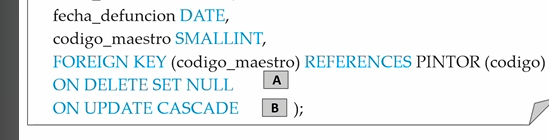 fecha_defuncion DATE,
codigo_maestro SMALLINT,
FOREIGN KEY (codigo_maestro) REFERENCES PINTOR (codigo)
ON DELETE SET NULL A
ON UPDATE CASCADE B );